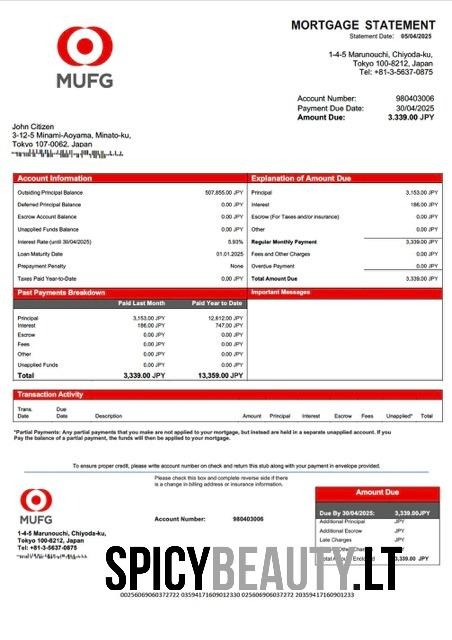 MUFG
MORTGAGE STATEMENT
Statement Date: 05/04/2025
1-4-5 Marunouchi, Chiyoda-ku,
Tokyo 100-8212, Japan
Tel: +81-3-5637-0875
Account Number: 980403006
Payment Due Date: 30/04/2025
Amount Due: 3.339.00 JPY
John Citizen
3-12-5 Minami-Aoyama, Minato-ku,
Tokyo 107-0062, Japan
Account Information
Outsiding Principal Balance 507,855.00 JPY
Deferred Principal Balance 0.00 JPY
Escrow Account Balance 0.00 JPY
Unapplied Funds Balance 0.00 JPY
Interest Rate (until 30/04/2025) 5.93%
Loan Maturity Date 01.01.2025
Prepayment Penalty None
Taxes Paid Year-to-Date 0.00 JPY
Explanation of Amount Due
Principal 3,153.00 JPY
Interest 186.00 JPY
Escrow (For Taxes and/or insurance) 0.00 JPY
Other 0.00 JPY
Regular Monthly Payment 3,339.00 JPY
Fees and Other Charges 0.00 JPY
Overdue Payment 0.00 JPY
Total Amount Due 3,339.00 JPY
Past Payments Breakdown
Paid Last Month Paid Year to Date
Principal 3,153.00 JPY 12,612.00 JPY
Interest 186.00 JPY 747.00 JPY
Escrow 0.00 JPY 0.00 JPY
Fees 0.00 JPY 0.00 JPY
Other 0.00 JPY 0.00 JPY
Unapplied Funds 0.00 JPY 0.00 JPY
Total 3,339.00 JPY 13,359.00 JPY
Important Messages
Transaction Activity
Trans. Date Due Date Description Amount Principal Interest Escrow Fees Unapplied* Total
*Partial Payments: Any partial payments that you make are not applied to your mortgage, but instead are held in a separate unapplied account. If you
Pay the balance of a partial payment, the funds will then be applied to your mortgage.
To ensure proper credit, please write account number on check and return this stub along with your payment in envelope provided.
Please check this box and complete reverse side if there
is a change in billing address or insurance information.
MUFG
Account Number: 980403006
1-4-5 Marunouchi, Chiyoda-ku,
Tokyo 100-8212, Japan
Tel: +81-3-5637-0875
Amount Due
Due By 30/04/2025: 3,339.00JPY
Additional Principal JPY
Additional Escrow JPY
Late Charges JPY
JPY
3,339.00 JPY
SPICYBEAUTY.LT